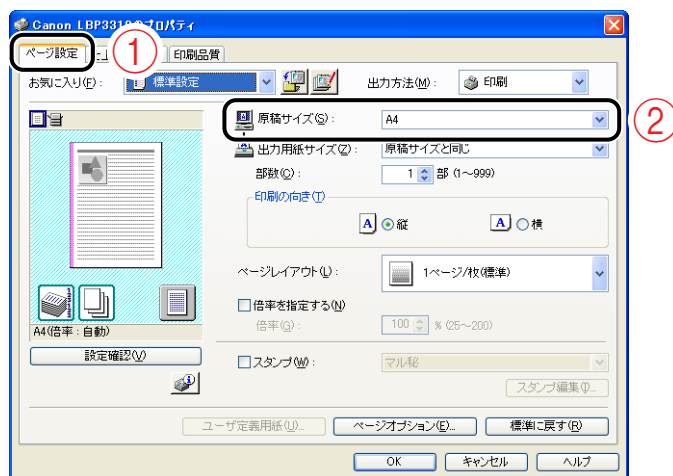 Canon LBP3310のプロパティ
ページ設定
印刷品質
①
お気に入り(F): 標準設定
出力方法(M): 印刷
原稿サイズ(S): A4
②
出力用紙サイズ(Z): 原稿サイズと同じ
部数(C): 1 部 (1~999)
印刷の向き(T)
A 縦
A 横
ページレイアウト(L): 1ページ/枚(標準)
倍率を指定する(N)
倍率(G): 100 % (25~200)
A4(倍率:自動)
設定確認(V)
スタンプ(W): マル秘
スタンプ編集(I)...
ユーザ定義用紙(U)...
ページオプション(E)...
標準に戻す(R)
OK
キャンセル
ヘルプ